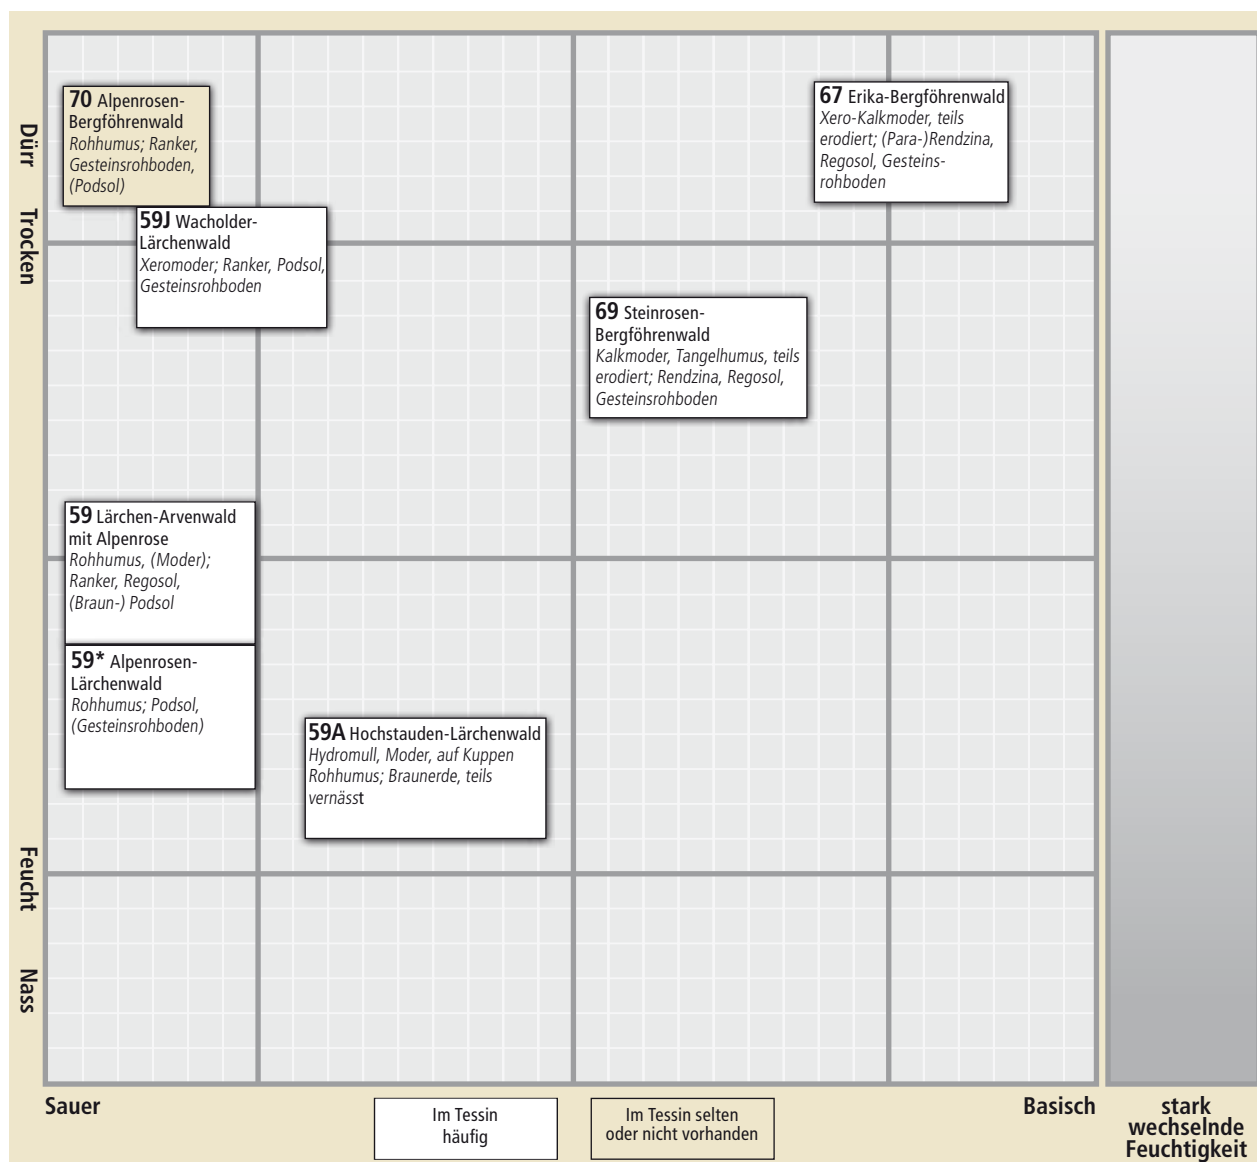 Dürr
Trocken
Feucht
Nass
70 Alpenrosen-
Bergföhrenwald
Rohhumus; Ranker,
Gesteinsrohboden,
(Podsol)
59J Wacholder-
Lärchenwald
Xeromoder; Ranker, Podsol,
Gesteinsrohboden
67 Erika-Bergföhrenwald
Xero-Kalkmoder, teils
erodiert; (Para-)Rendzina,
Regosol, Gesteins-
rohboden
69 Steinrosen-
Bergföhrenwald
Kalkmoder, Tangelhumus, teils
erodiert; Rendzina, Regosol,
Gesteinsrohboden
59 Lärchen-Arvenwald
mit Alpenrose
Rohhumus, (Moder);
Ranker, Regosol,
(Braun-) Podsol
59* Alpenrosen-
Lärchenwald
Rohhumus; Podsol,
(Gesteinsrohboden)
59A Hochstauden-Lärchenwald
Hydromull, Moder, auf Kuppen
Rohhumus; Braunerde, teils
vernässt
Sauer
Basisch
stark
wechselnde
Feuchtigkeit
Im Tessin
häufig
Im Tessin selten
oder nicht vorhanden